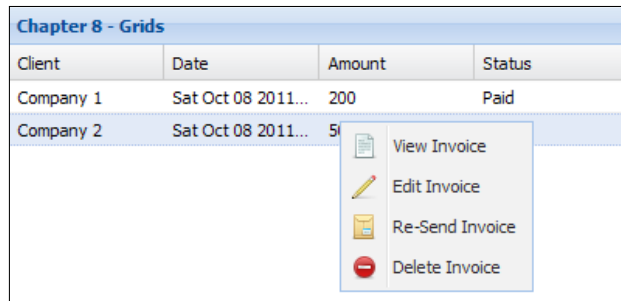 Chapter 8 - Grids
Client Date Amount Status
Company 1 Sat Oct 08 2011... 200 Paid
Company 2 Sat Oct 08 2011...
View Invoice
Edit Invoice
Re-Send Invoice
Delete Invoice